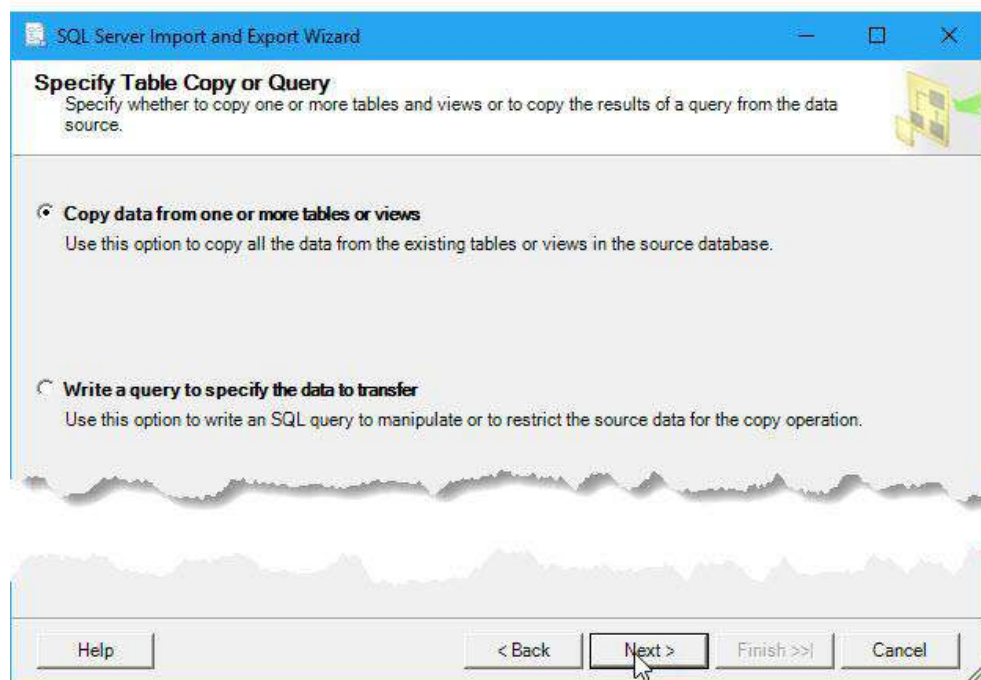 SQL Server Import and Export Wizard
Specify Table Copy or Query
Specify whether to copy one or more tables and views or to copy the results of a query from the data
source.
Copy data from one or more tables or views
Use this option to copy all the data from the existing tables or views in the source database.
Write a query to specify the data to transfer
Use this option to write an SQL query to manipulate or to restrict the source data for the copy operation.
Help < Back Next > Finish >>| Cancel